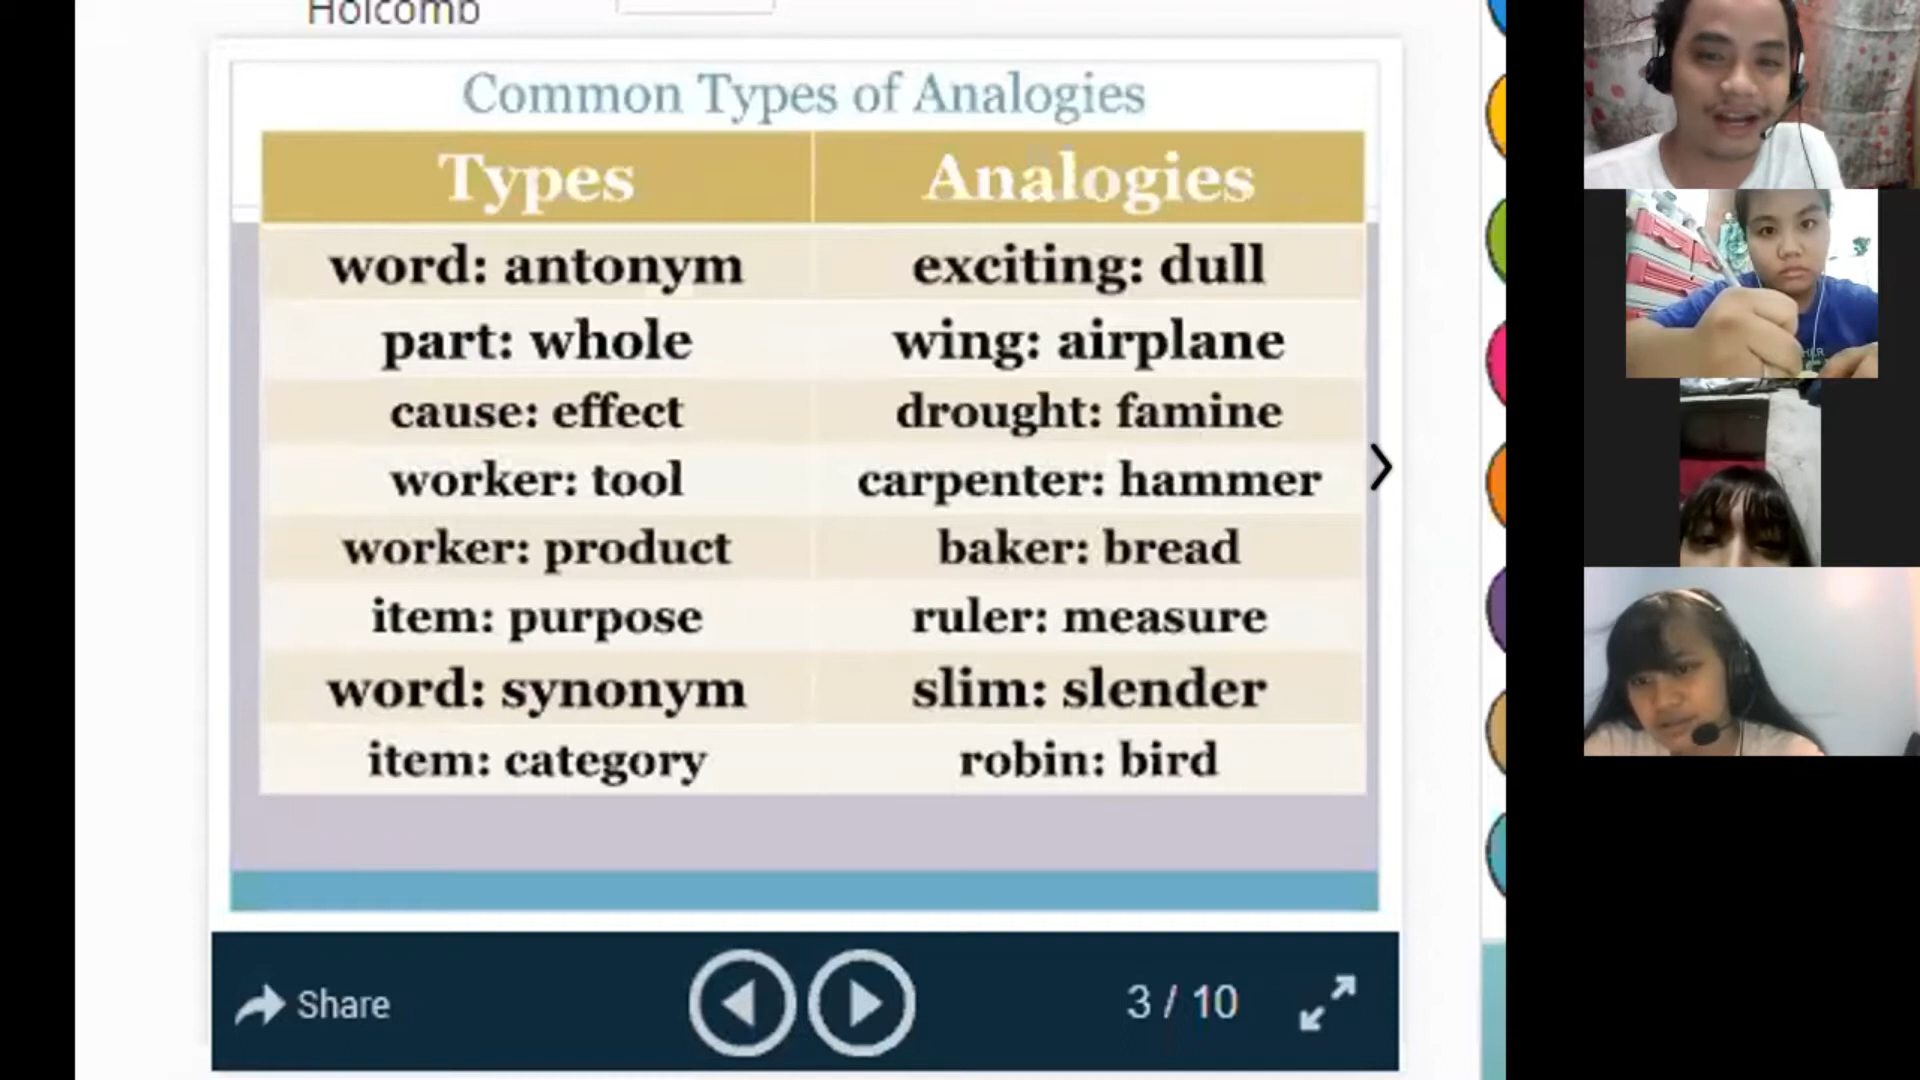 Holcomb
Common Types of Analogies
Types Analogies
word: antonym exciting: dull
part: whole wing: airplane
cause: effect drought: famine
worker: tool carpenter: hammer
worker: product baker: bread
item: purpose ruler: measure
word: synonym slim: slender
item: category robin: bird
Share 3 / 10